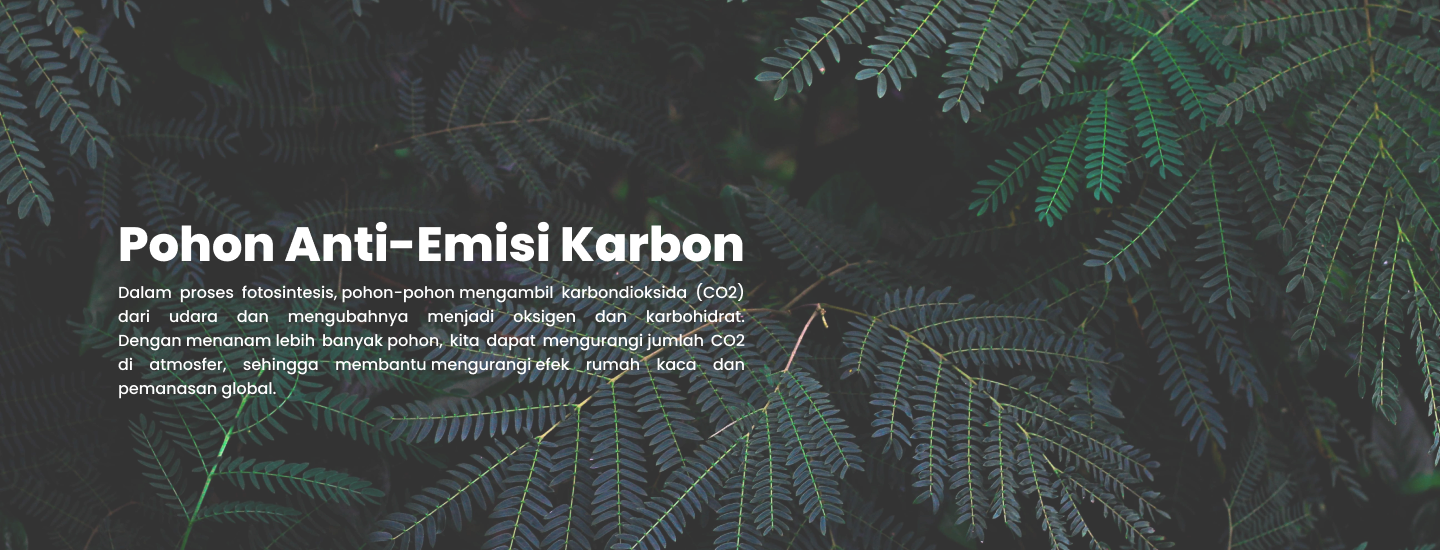 Pohon Anti-Emisi Karbon
Dalam proses fotosintesis, pohon-pohon mengambil karbondioksida (CO2)
dari udara dan mengubahnya menjadi oksigen dan karbohidrat.
Dengan menanam lebih banyak pohon, kita dapat mengurangi jumlah CO2
di atmosfer, sehingga membantu mengurangi efek rumah kaca dan
pemanasan global.